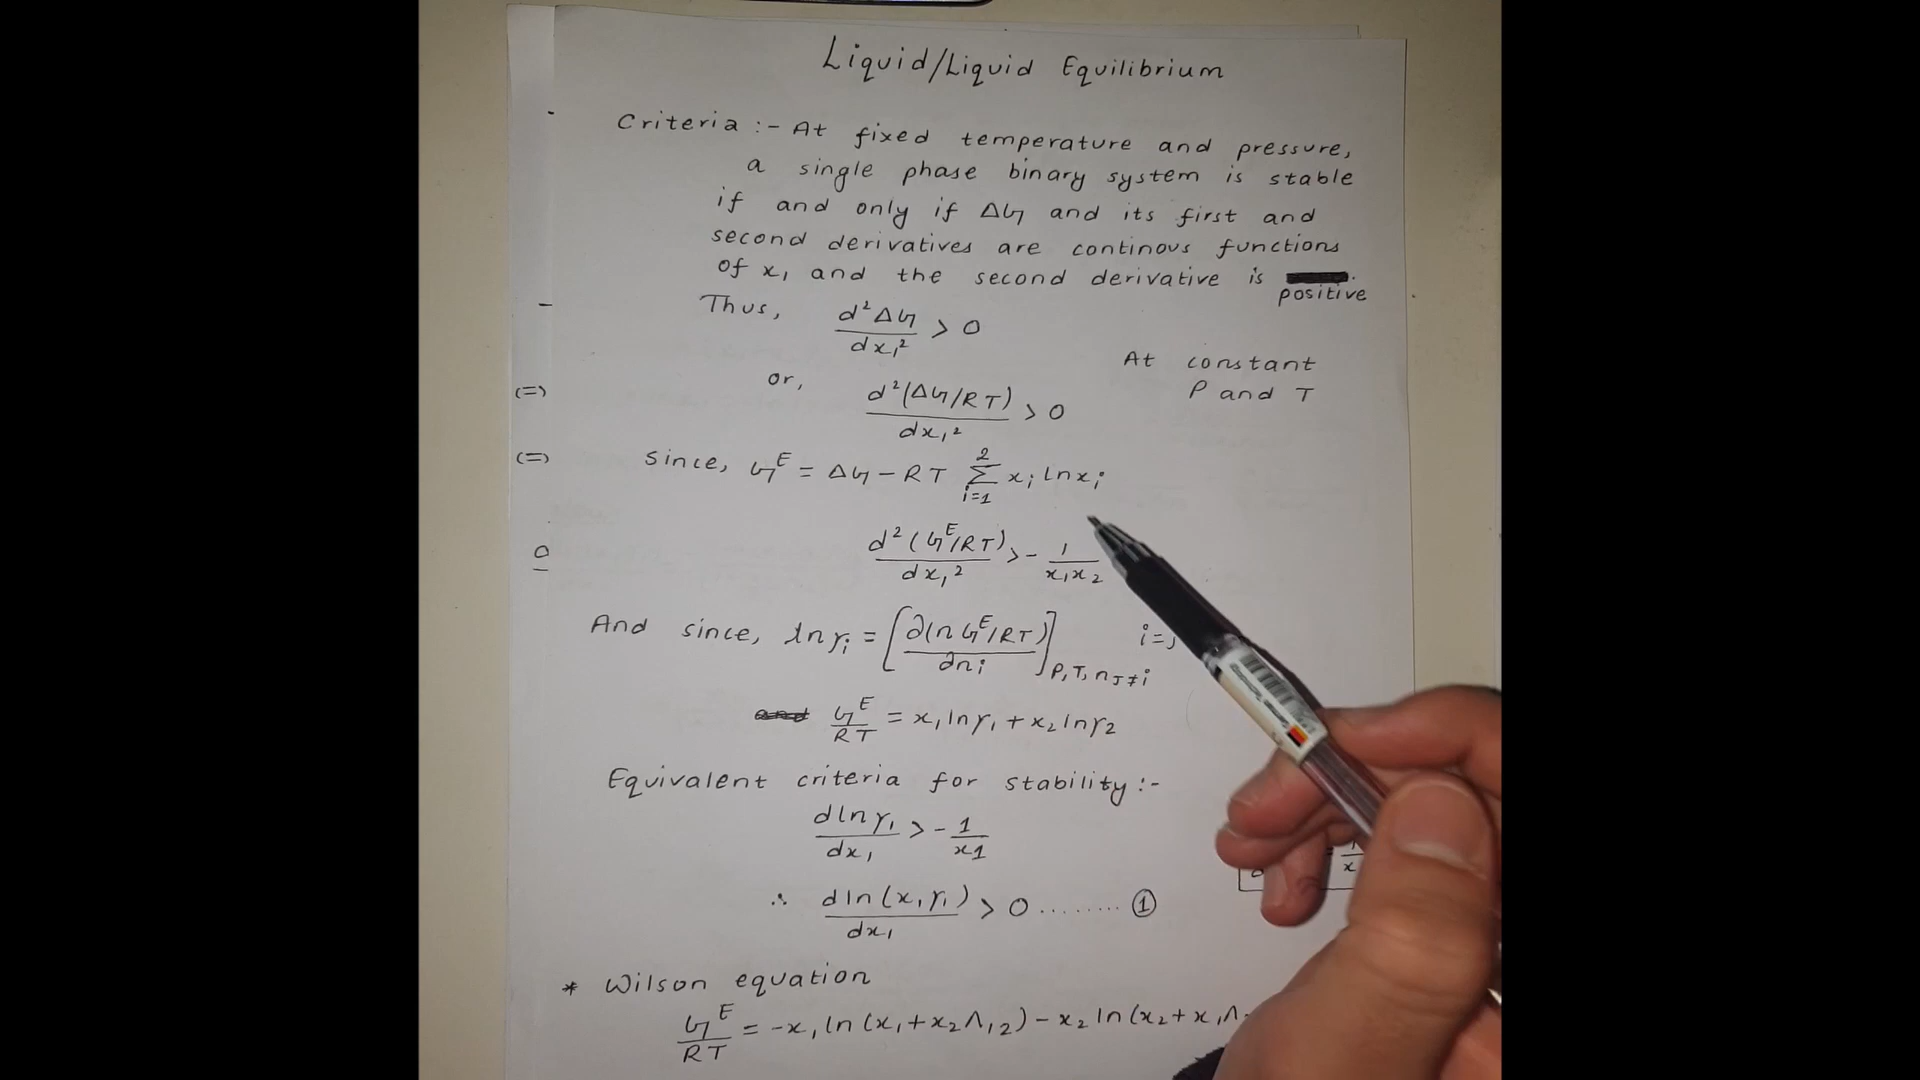 Liquid/Liquid Equilibrium
Criteria :- At fixed temperature and pressure,
a single phase binary system is stable
if and only if ΔG and its first and
second derivatives are continous functions
of x₁ and the second derivative is
positive
Thus, d²ΔG/dx₁² > 0
At constant
P and T
or, d²(ΔG/RT)/dx₁² > 0
(=)
(=)
Since, G^E = ΔG - RT Σ_{i=1}^{2} x_i ln x_i
d²(G^E/RT)/dx₁² > - 1/x₁x₂
And since, ln γ_i = [∂(n G^E/RT)/∂n_i]_{P,T,n_J≠i}
G^E/RT = x₁ ln γ₁ + x₂ ln γ₂
Equivalent criteria for stability :-
d ln γ₁/dx₁ > - 1/x1
∴ d ln(x₁γ₁)/dx₁ > 0 ........ ①
* Wilson equation
G^E/RT = -x₁ ln(x₁ + x₂Λ₁₂) - x₂ ln(x₂ + x₁Λ